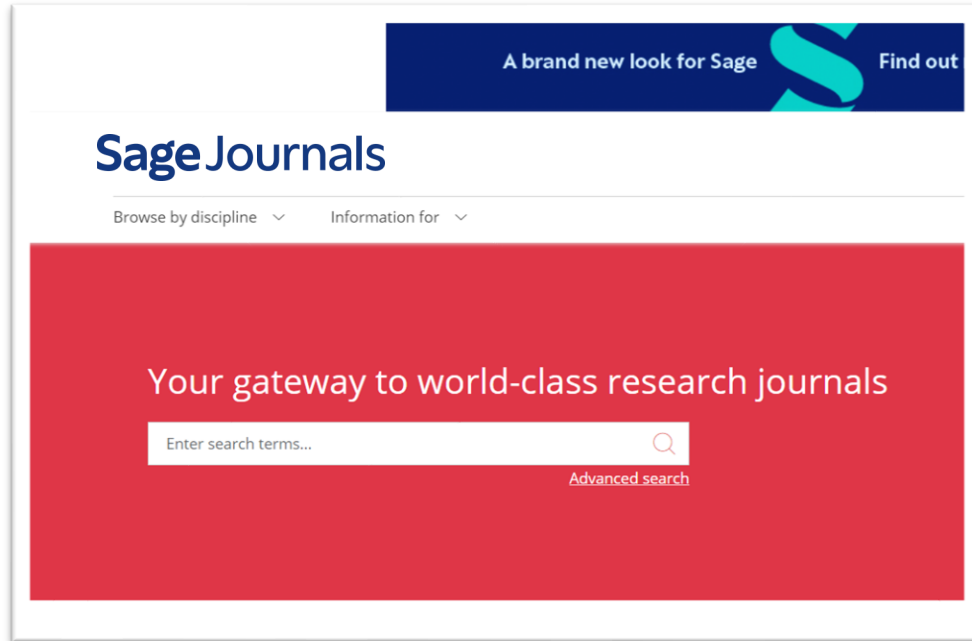 A brand new look for Sage Find out
Sage Journals
Browse by discipline Information for
Your gateway to world-class research journals
Enter search terms...
Advanced search